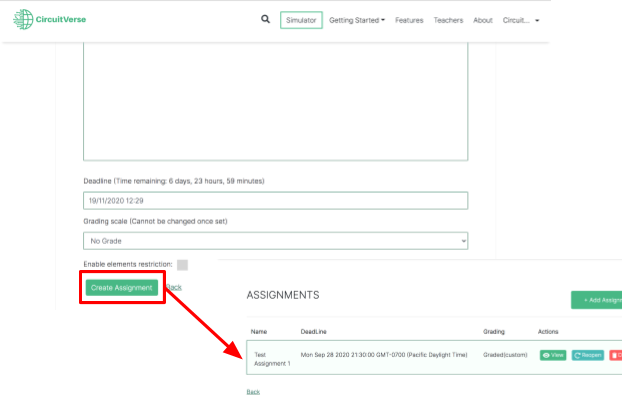 CircuitVerse
Simulator Getting Started Features Teachers About Circuit...
Deadline (Time remaining: 6 days, 23 hours, 59 minutes)
19/11/2020 12:29
Grading scale (Cannot be changed once set)
No Grade
Enable elements restriction:
Create Assignment Back
ASSIGNMENTS
+ Add Assignm
Name DeadLine Grading Actions
Test Mon Sep 28 2020 21:30:00 GMT-0700 (Pacific Daylight Time) Graded(custom) View Reopen
Assignment 1
Back